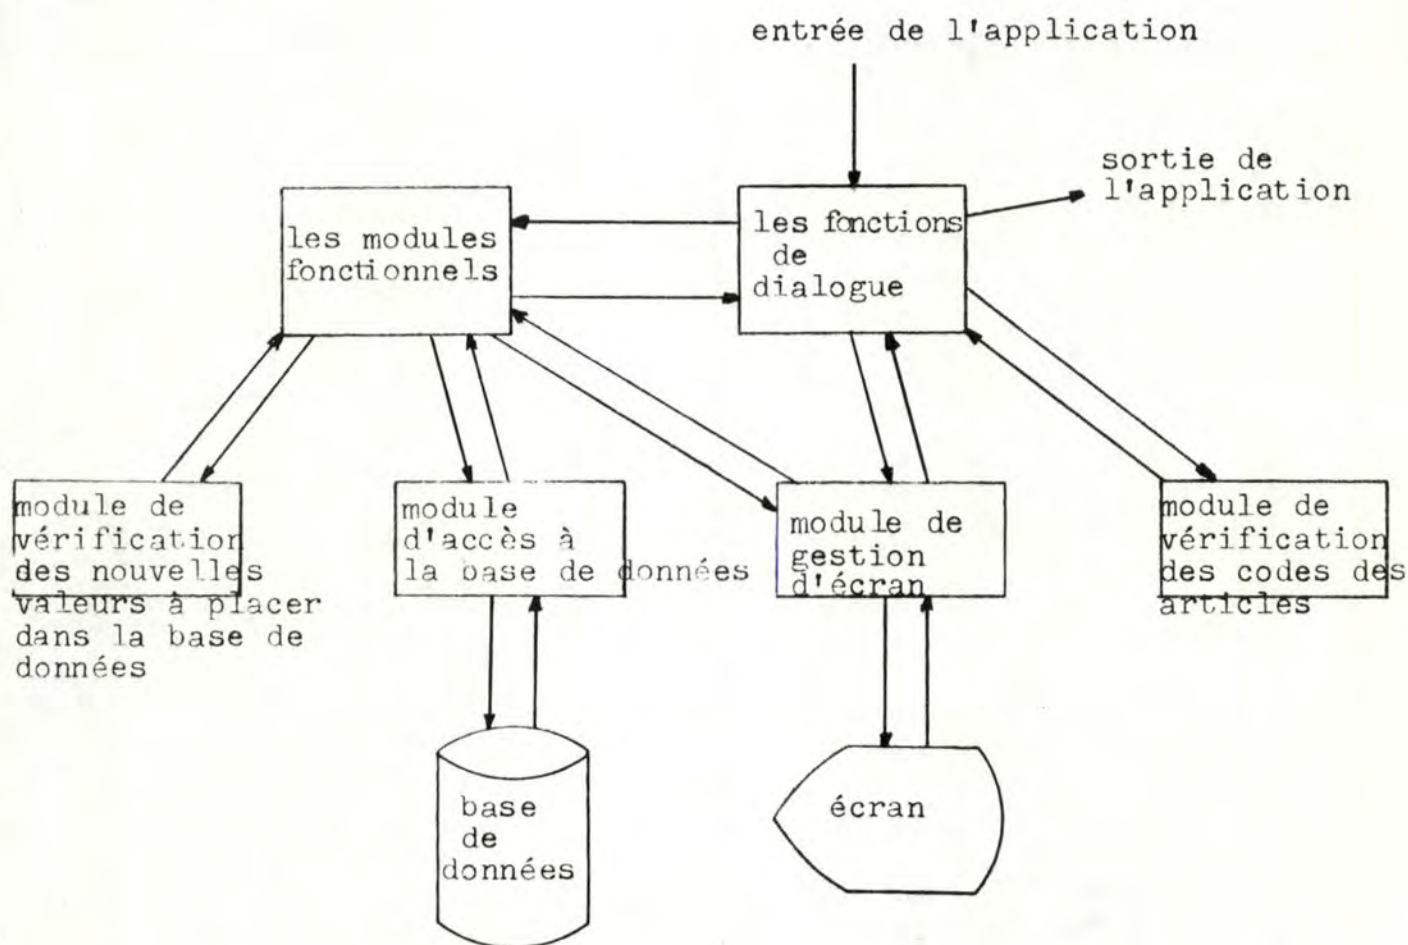 entrée de l'application
sortie de
l'application
les modules
fonctionnels
les fonctions
de
dialogue
module de
vérification
des nouvelles
valeurs à placer
dans la base de
données
module
d'accès à
la base de données
module de
gestion
d'écran
module de
vérification
des codes des
articles
base
de
données
écran